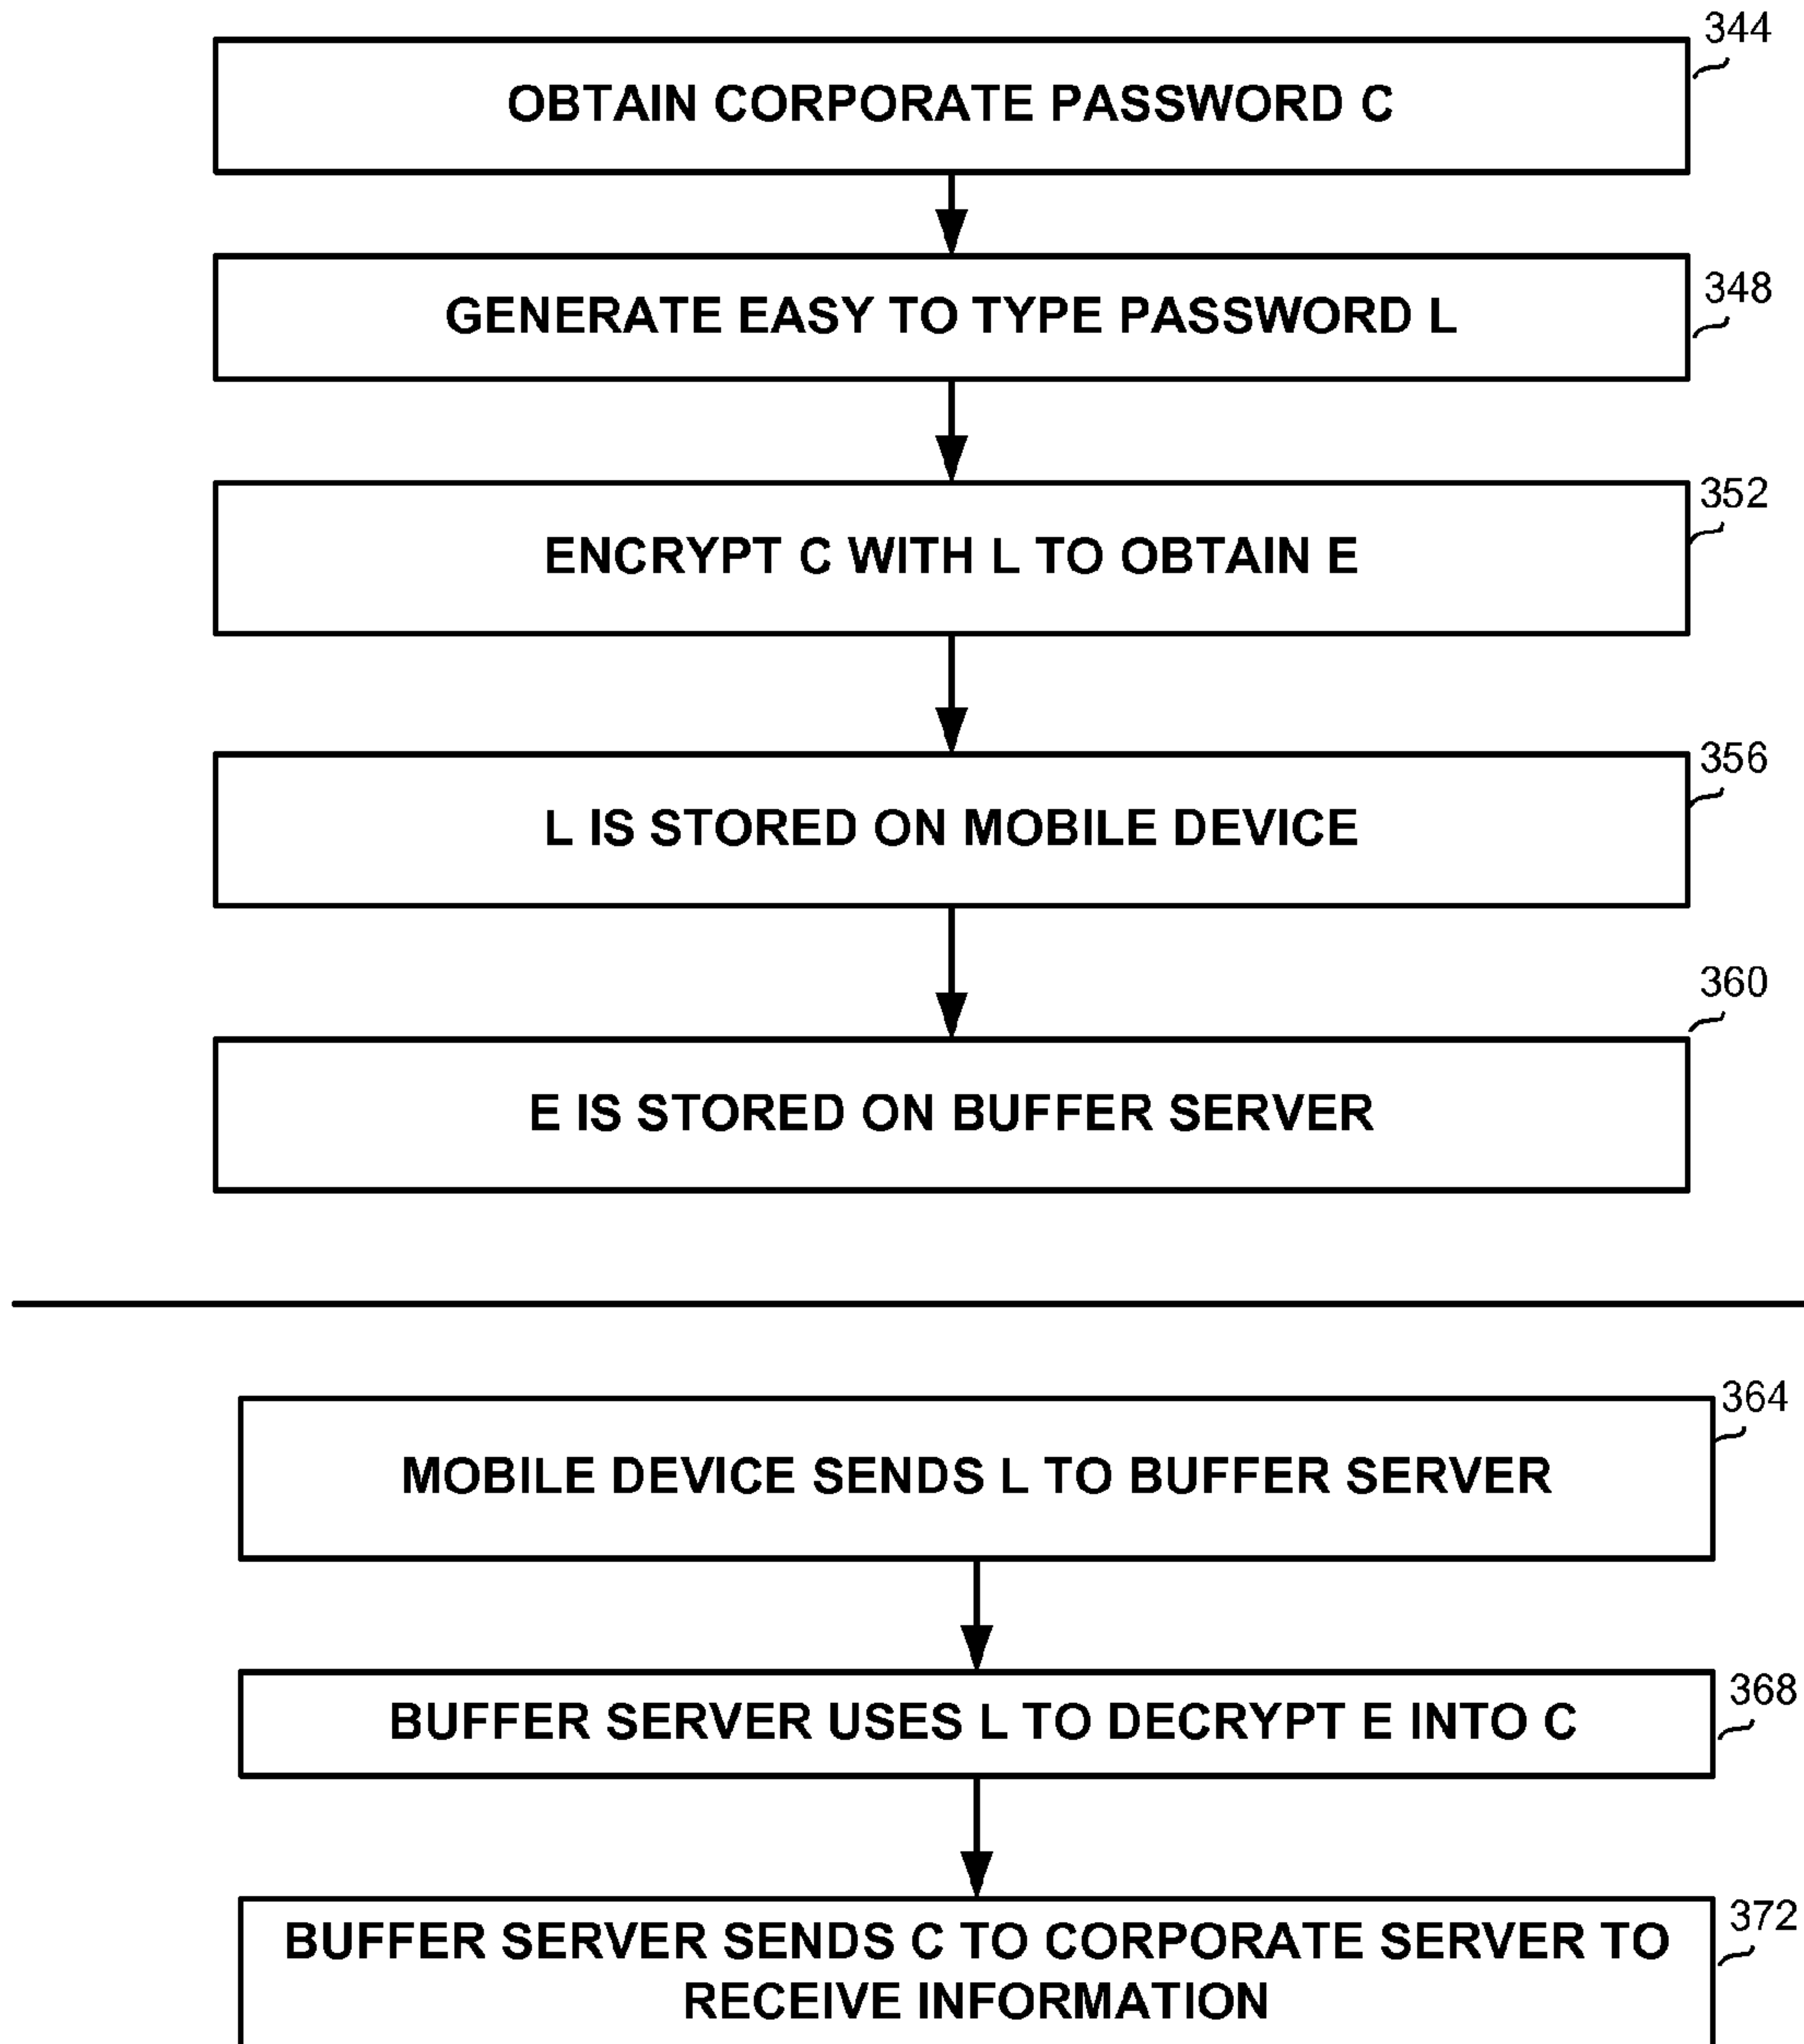 344
OBTAIN CORPORATE PASSWORD C
348
GENERATE EASY TO TYPE PASSWORD L
352
ENCRYPT C WITH L TO OBTAIN E
356
L IS STORED ON MOBILE DEVICE
360
E IS STORED ON BUFFER SERVER
364
MOBILE DEVICE SENDS L TO BUFFER SERVER
368
BUFFER SERVER USES L TO DECRYPT E INTO C
372
BUFFER SERVER SENDS C TO CORPORATE SERVER TO
RECEIVE INFORMATION